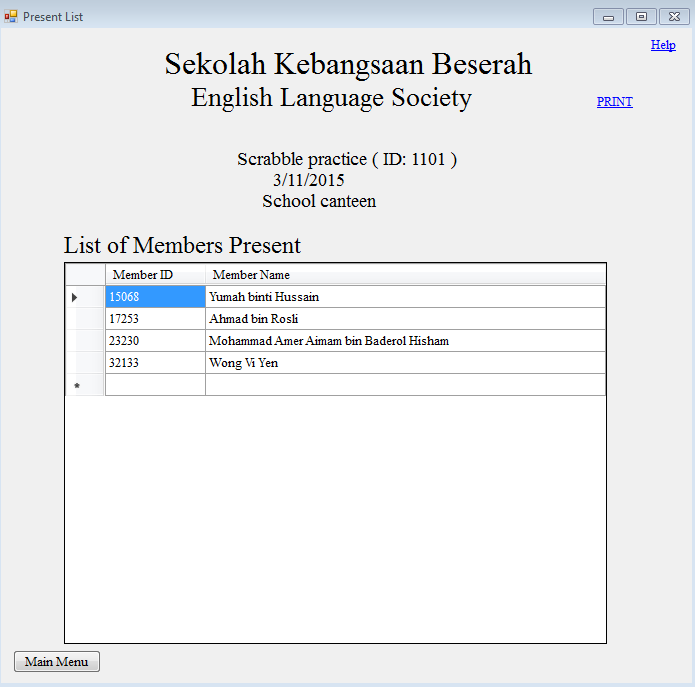 Present List
Help
Sekolah Kebangsaan Beserah
English Language Society
PRINT
Scrabble practice ( ID: 1101 )
3/11/2015
School canteen
List of Members Present
Member ID Member Name
15068 Yumah binti Hussain
17253 Ahmad bin Rosli
23230 Mohammad Amer Aimam bin Baderol Hisham
32133 Wong Vi Yen
*
Main Menu